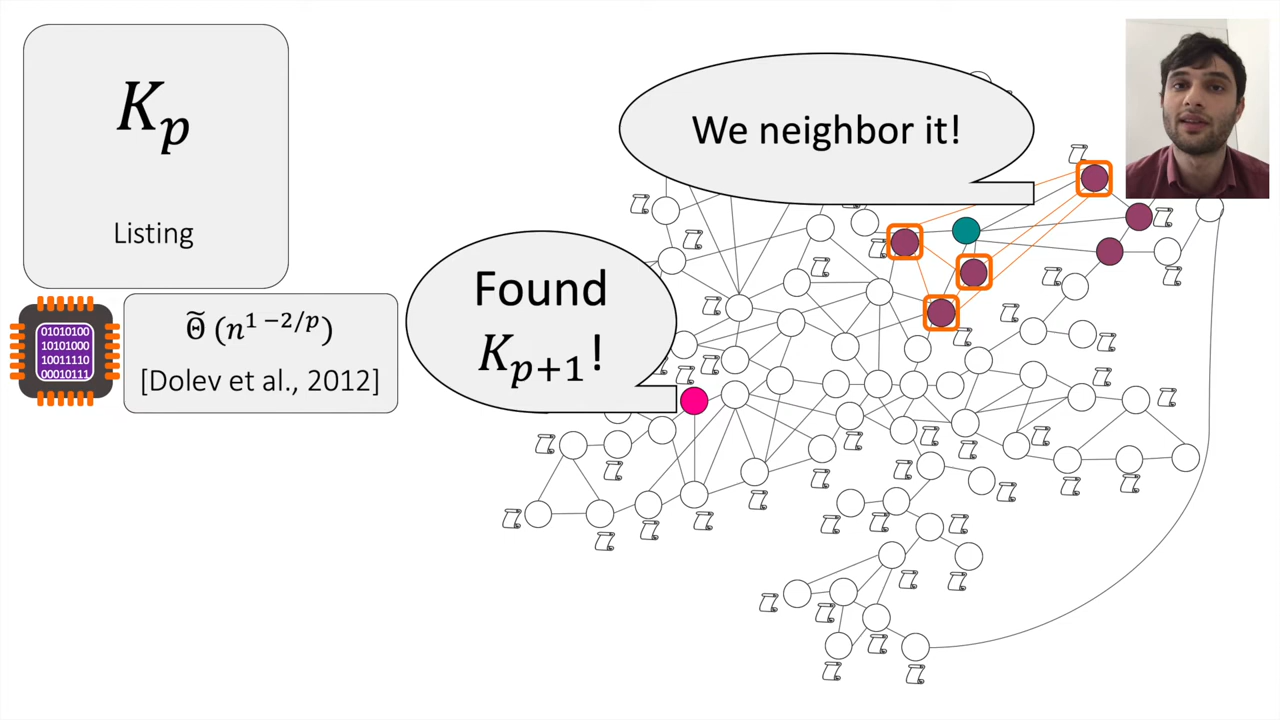 K_p
Listing
01010100
10101000
10011110
00010111
Θ̃ (n^{1−2/p})
[Dolev et al., 2012]
We neighbor it!
Found
K_{p+1}!